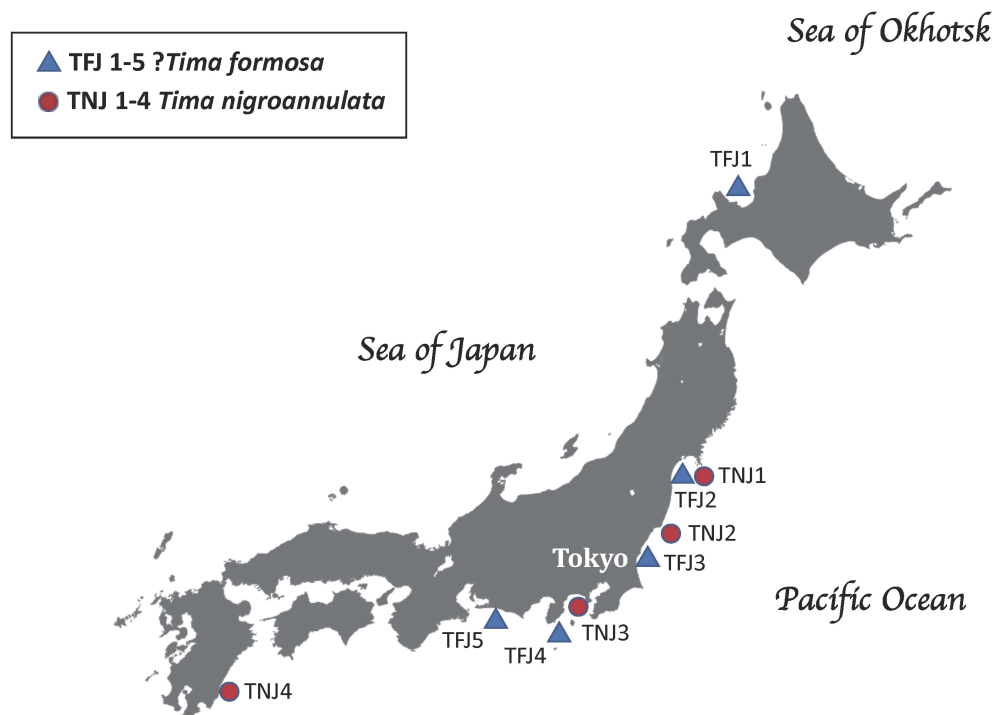 Sea of Okhotsk
TFJ 1-5 ?Tima formosa
TNJ 1-4 Tima nigroannulata
TFJ1
Sea of Japan
TNJ1
TFJ2
TNJ2
Tokyo
TFJ3
Pacific Ocean
TNJ3
TFJ5
TFJ4
TNJ4